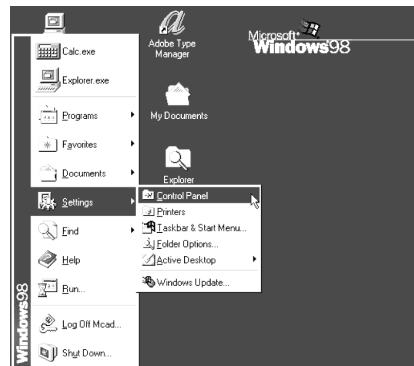 Calc.exe
Explorer.exe
Programs
Favorites
Documents
Settings
Find
Help
Run...
Log Off Mcad...
Shut Down...
Windows98
Adobe Type
Manager
My Documents
Explorer
Microsoft
Windows98
Control Panel
Printers
Taskbar & Start Menu...
Folder Options...
Active Desktop
Windows Update...